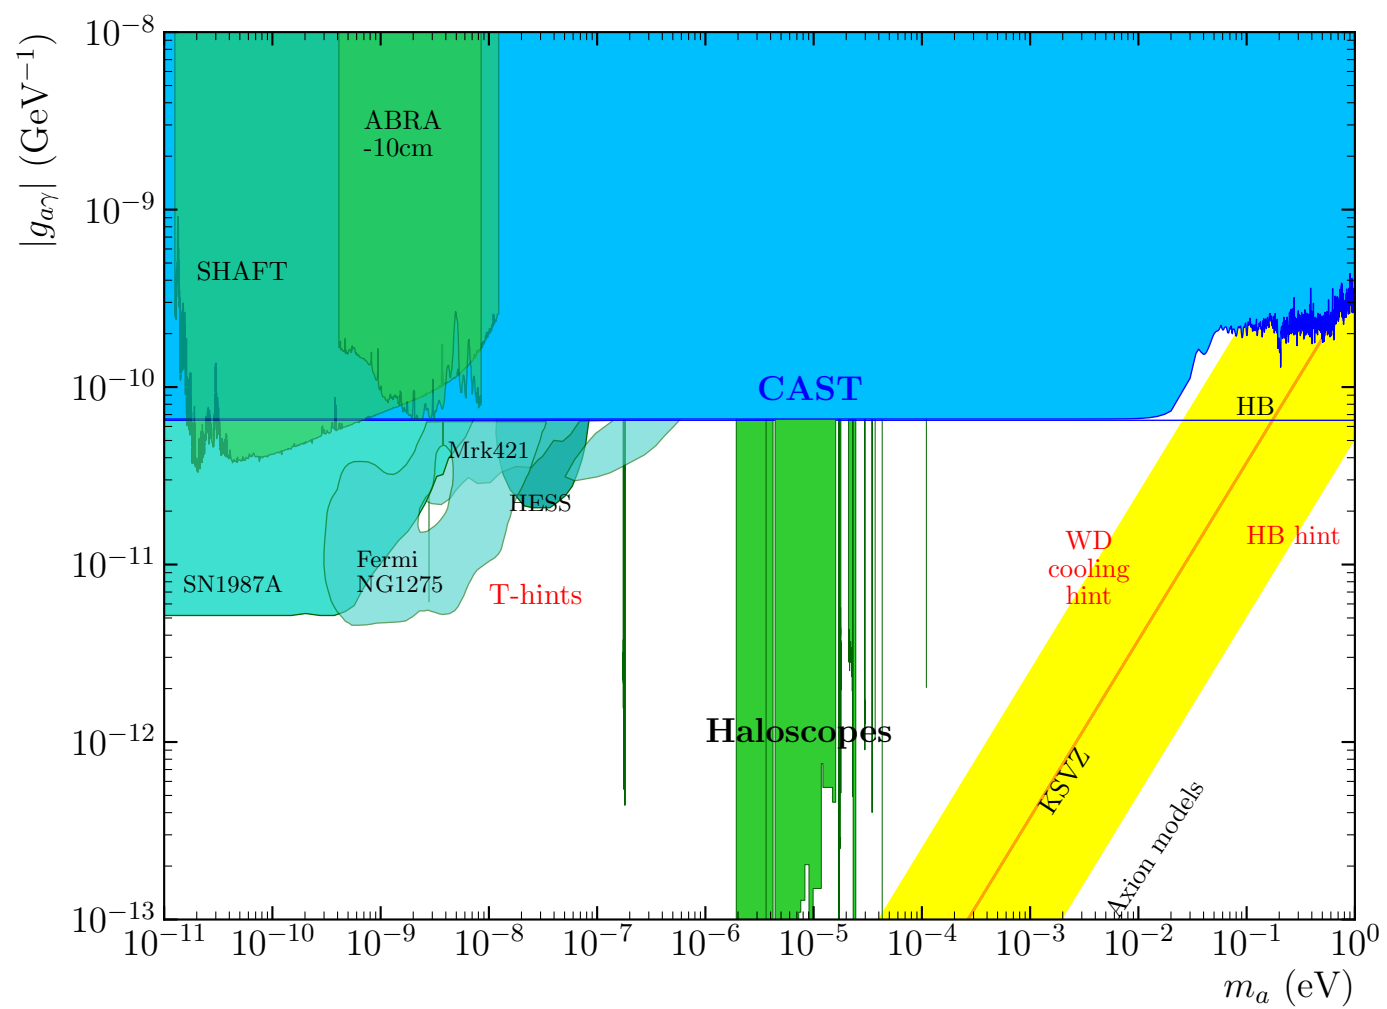 |g_{aγ}| (GeV⁻¹)
10⁻⁸
10⁻⁹
10⁻¹⁰
10⁻¹¹
10⁻¹²
10⁻¹³
ABRA
-10cm
SHAFT
CAST
HB
Mrk421
HESS
Fermi
NG1275
SN1987A
T-hints
WD
cooling
hint
HB hint
Haloscopes
KSVZ
Axion models
10⁻¹¹ 10⁻¹⁰ 10⁻⁹ 10⁻⁸ 10⁻⁷ 10⁻⁶ 10⁻⁵ 10⁻⁴ 10⁻³ 10⁻² 10⁻¹ 10⁰
m_a (eV)